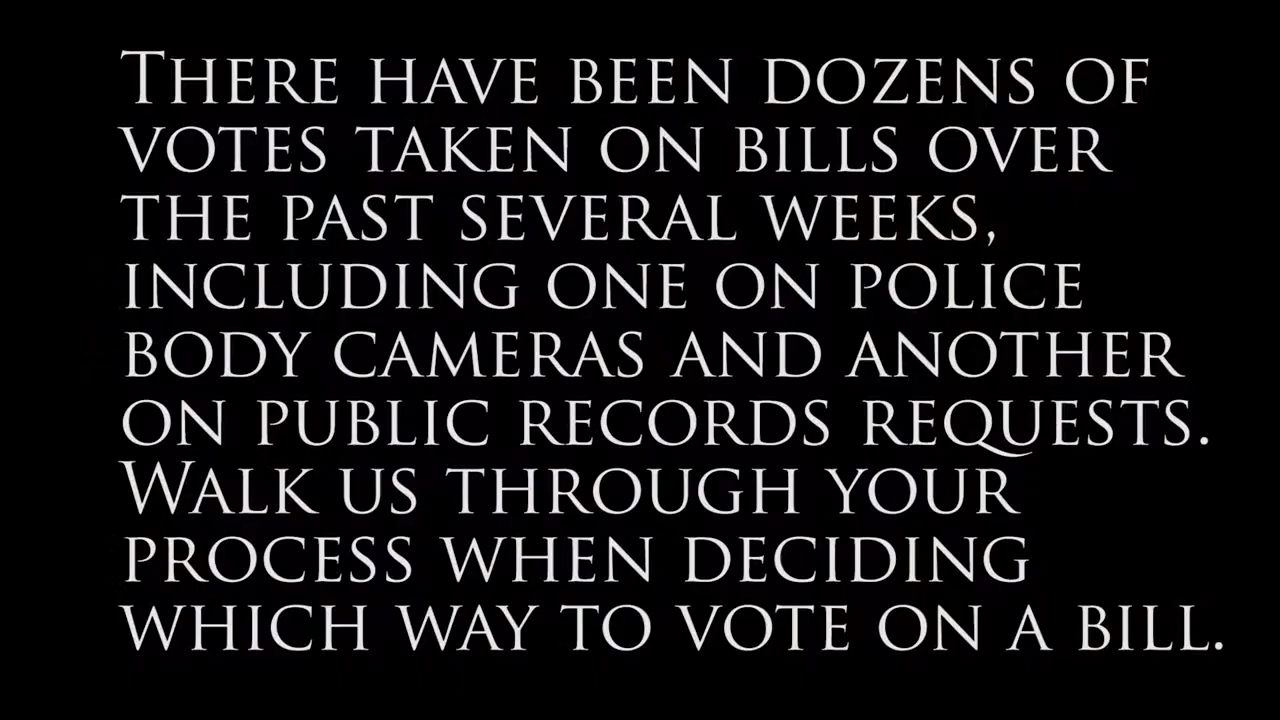 There have been dozens of
votes taken on bills over
the past several weeks,
including one on police
body cameras and another
on public records requests.
Walk us through your
process when deciding
which way to vote on a bill.